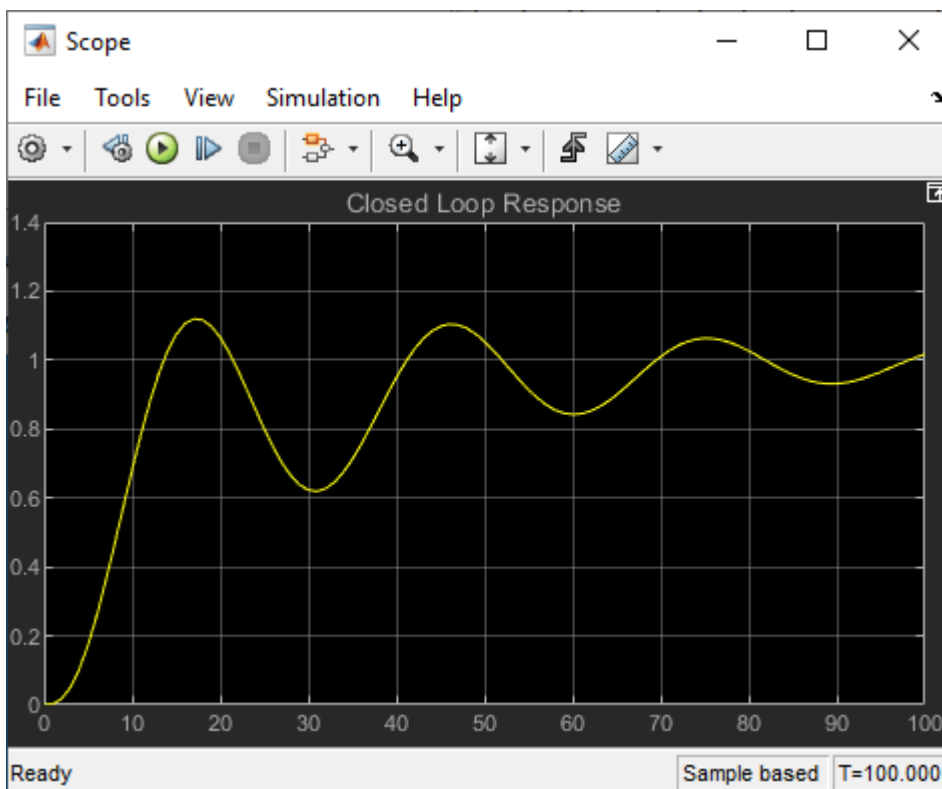 Scope
File Tools View Simulation Help
Closed Loop Response
1.4
1.2
1
0.8
0.6
0.4
0.2
0
0 10 20 30 40 50 60 70 80 90 100
Ready Sample based T=100.000